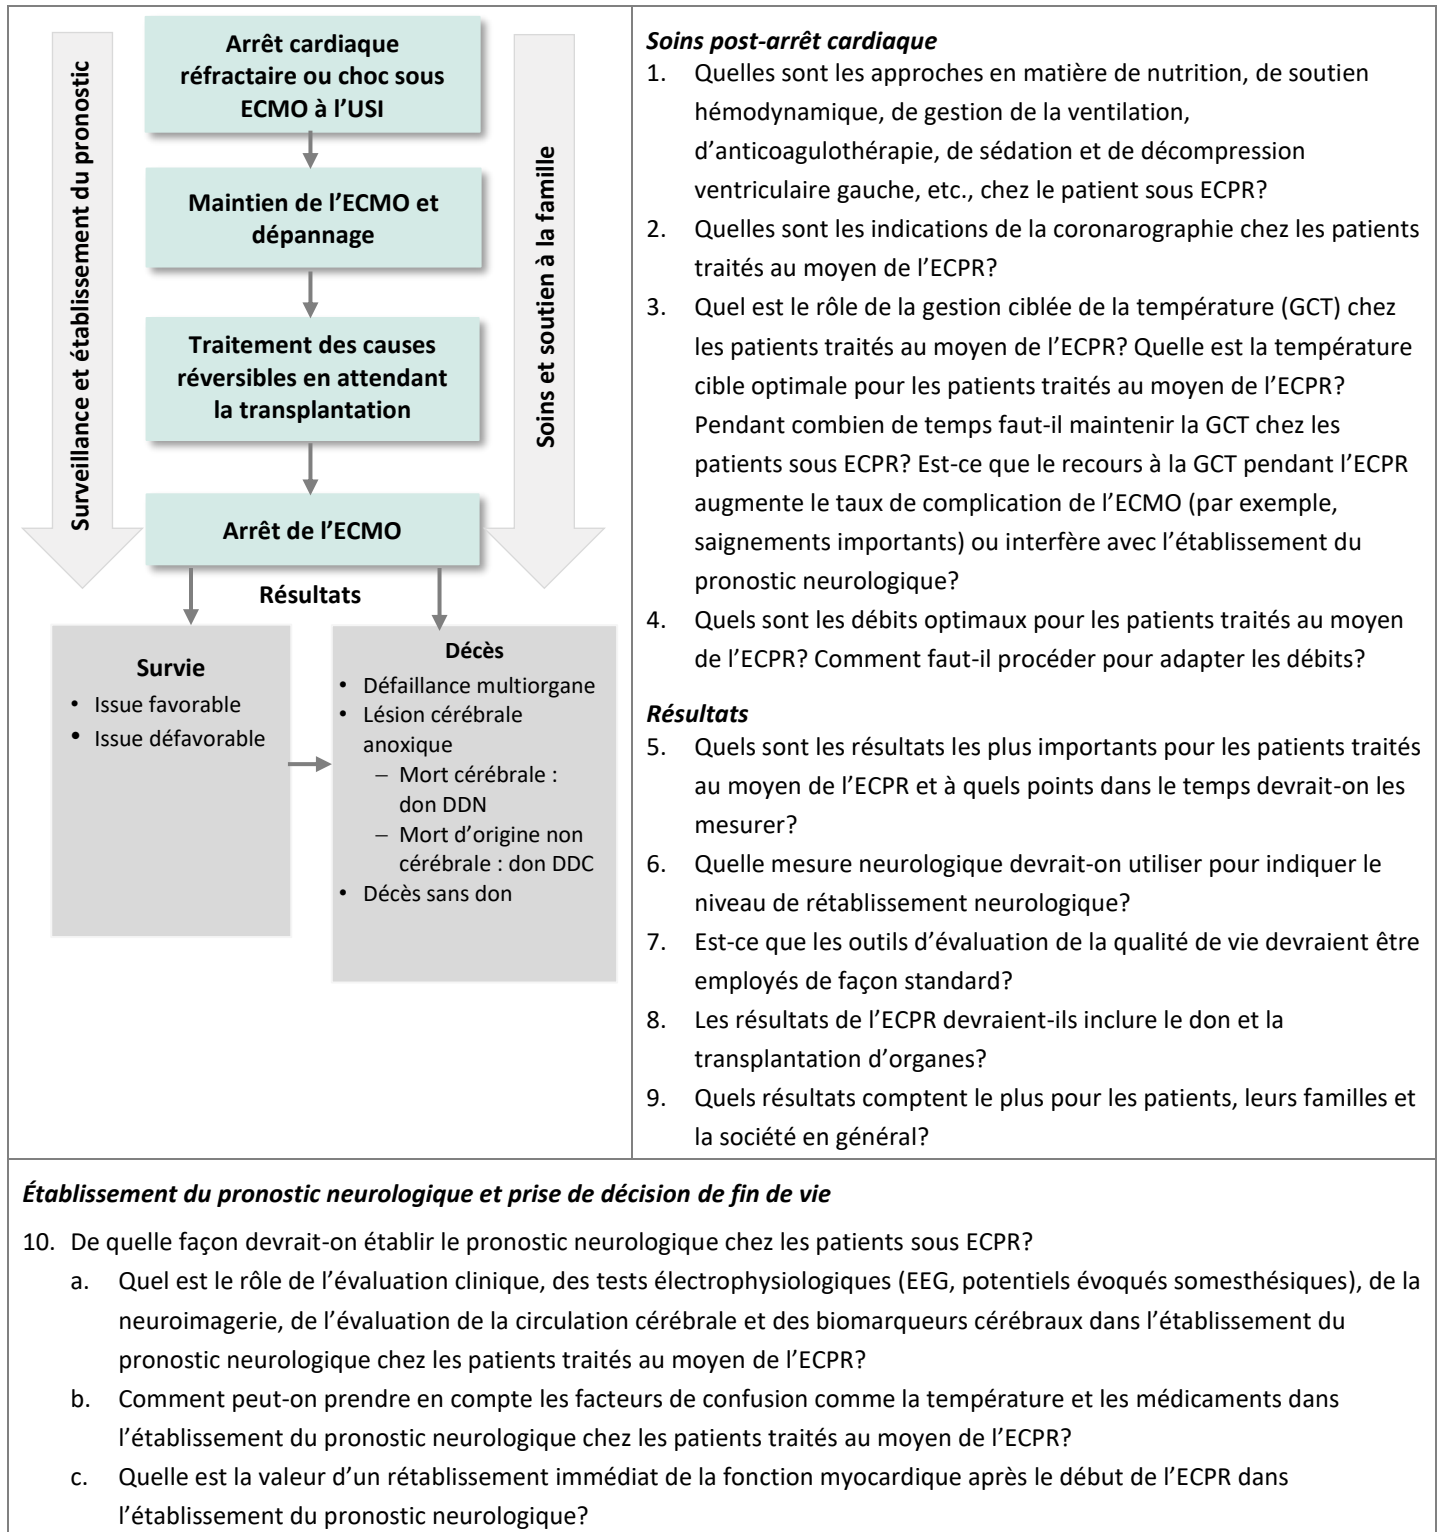 Surveillance et établissement du pronostic
Arrêt cardiaque
réfractaire ou choc sous
ECMO à l’USI
Maintien de l’ECMO et
dépannage
Traitement des causes
réversibles en attendant
la transplantation
Arrêt de l’ECMO
Soins et soutien à la famille
Résultats
Survie
• Issue favorable
• Issue défavorable
Décès
• Défaillance multiorgane
• Lésion cérébrale
anoxique
– Mort cérébrale :
don DDN
– Mort d’origine non
cérébrale : don DDC
• Décès sans don
Soins post-arrêt cardiaque
1. Quelles sont les approches en matière de nutrition, de soutien
hémodynamique, de gestion de la ventilation,
d’anticoagulothérapie, de sédation et de décompression
ventriculaire gauche, etc., chez le patient sous ECPR?
2. Quelles sont les indications de la coronarographie chez les patients
traités au moyen de l’ECPR?
3. Quel est le rôle de la gestion ciblée de la température (GCT) chez
les patients traités au moyen de l’ECPR? Quelle est la température
cible optimale pour les patients traités au moyen de l’ECPR?
Pendant combien de temps faut-il maintenir la GCT chez les
patients sous ECPR? Est-ce que le recours à la GCT pendant l’ECPR
augmente le taux de complication de l’ECMO (par exemple,
saignements importants) ou interfère avec l’établissement du
pronostic neurologique?
4. Quels sont les débits optimaux pour les patients traités au moyen
de l’ECPR? Comment faut-il procéder pour adapter les débits?
Résultats
5. Quels sont les résultats les plus importants pour les patients traités
au moyen de l’ECPR et à quels points dans le temps devrait-on les
mesurer?
6. Quelle mesure neurologique devrait-on utiliser pour indiquer le
niveau de rétablissement neurologique?
7. Est-ce que les outils d’évaluation de la qualité de vie devraient être
employés de façon standard?
8. Les résultats de l’ECPR devraient-ils inclure le don et la
transplantation d’organes?
9. Quels résultats comptent le plus pour les patients, leurs familles et
la société en général?
Établissement du pronostic neurologique et prise de décision de fin de vie
10. De quelle façon devrait-on établir le pronostic neurologique chez les patients sous ECPR?
a. Quel est le rôle de l’évaluation clinique, des tests électrophysiologiques (EEG, potentiels évoqués somesthésiques), de la
neuroimagerie, de l’évaluation de la circulation cérébrale et des biomarqueurs cérébraux dans l’établissement du
pronostic neurologique chez les patients traités au moyen de l’ECPR?
b. Comment peut-on prendre en compte les facteurs de confusion comme la température et les médicaments dans
l’établissement du pronostic neurologique chez les patients traités au moyen de l’ECPR?
c. Quelle est la valeur d’un rétablissement immédiat de la fonction myocardique après le début de l’ECPR dans
l’établissement du pronostic neurologique?